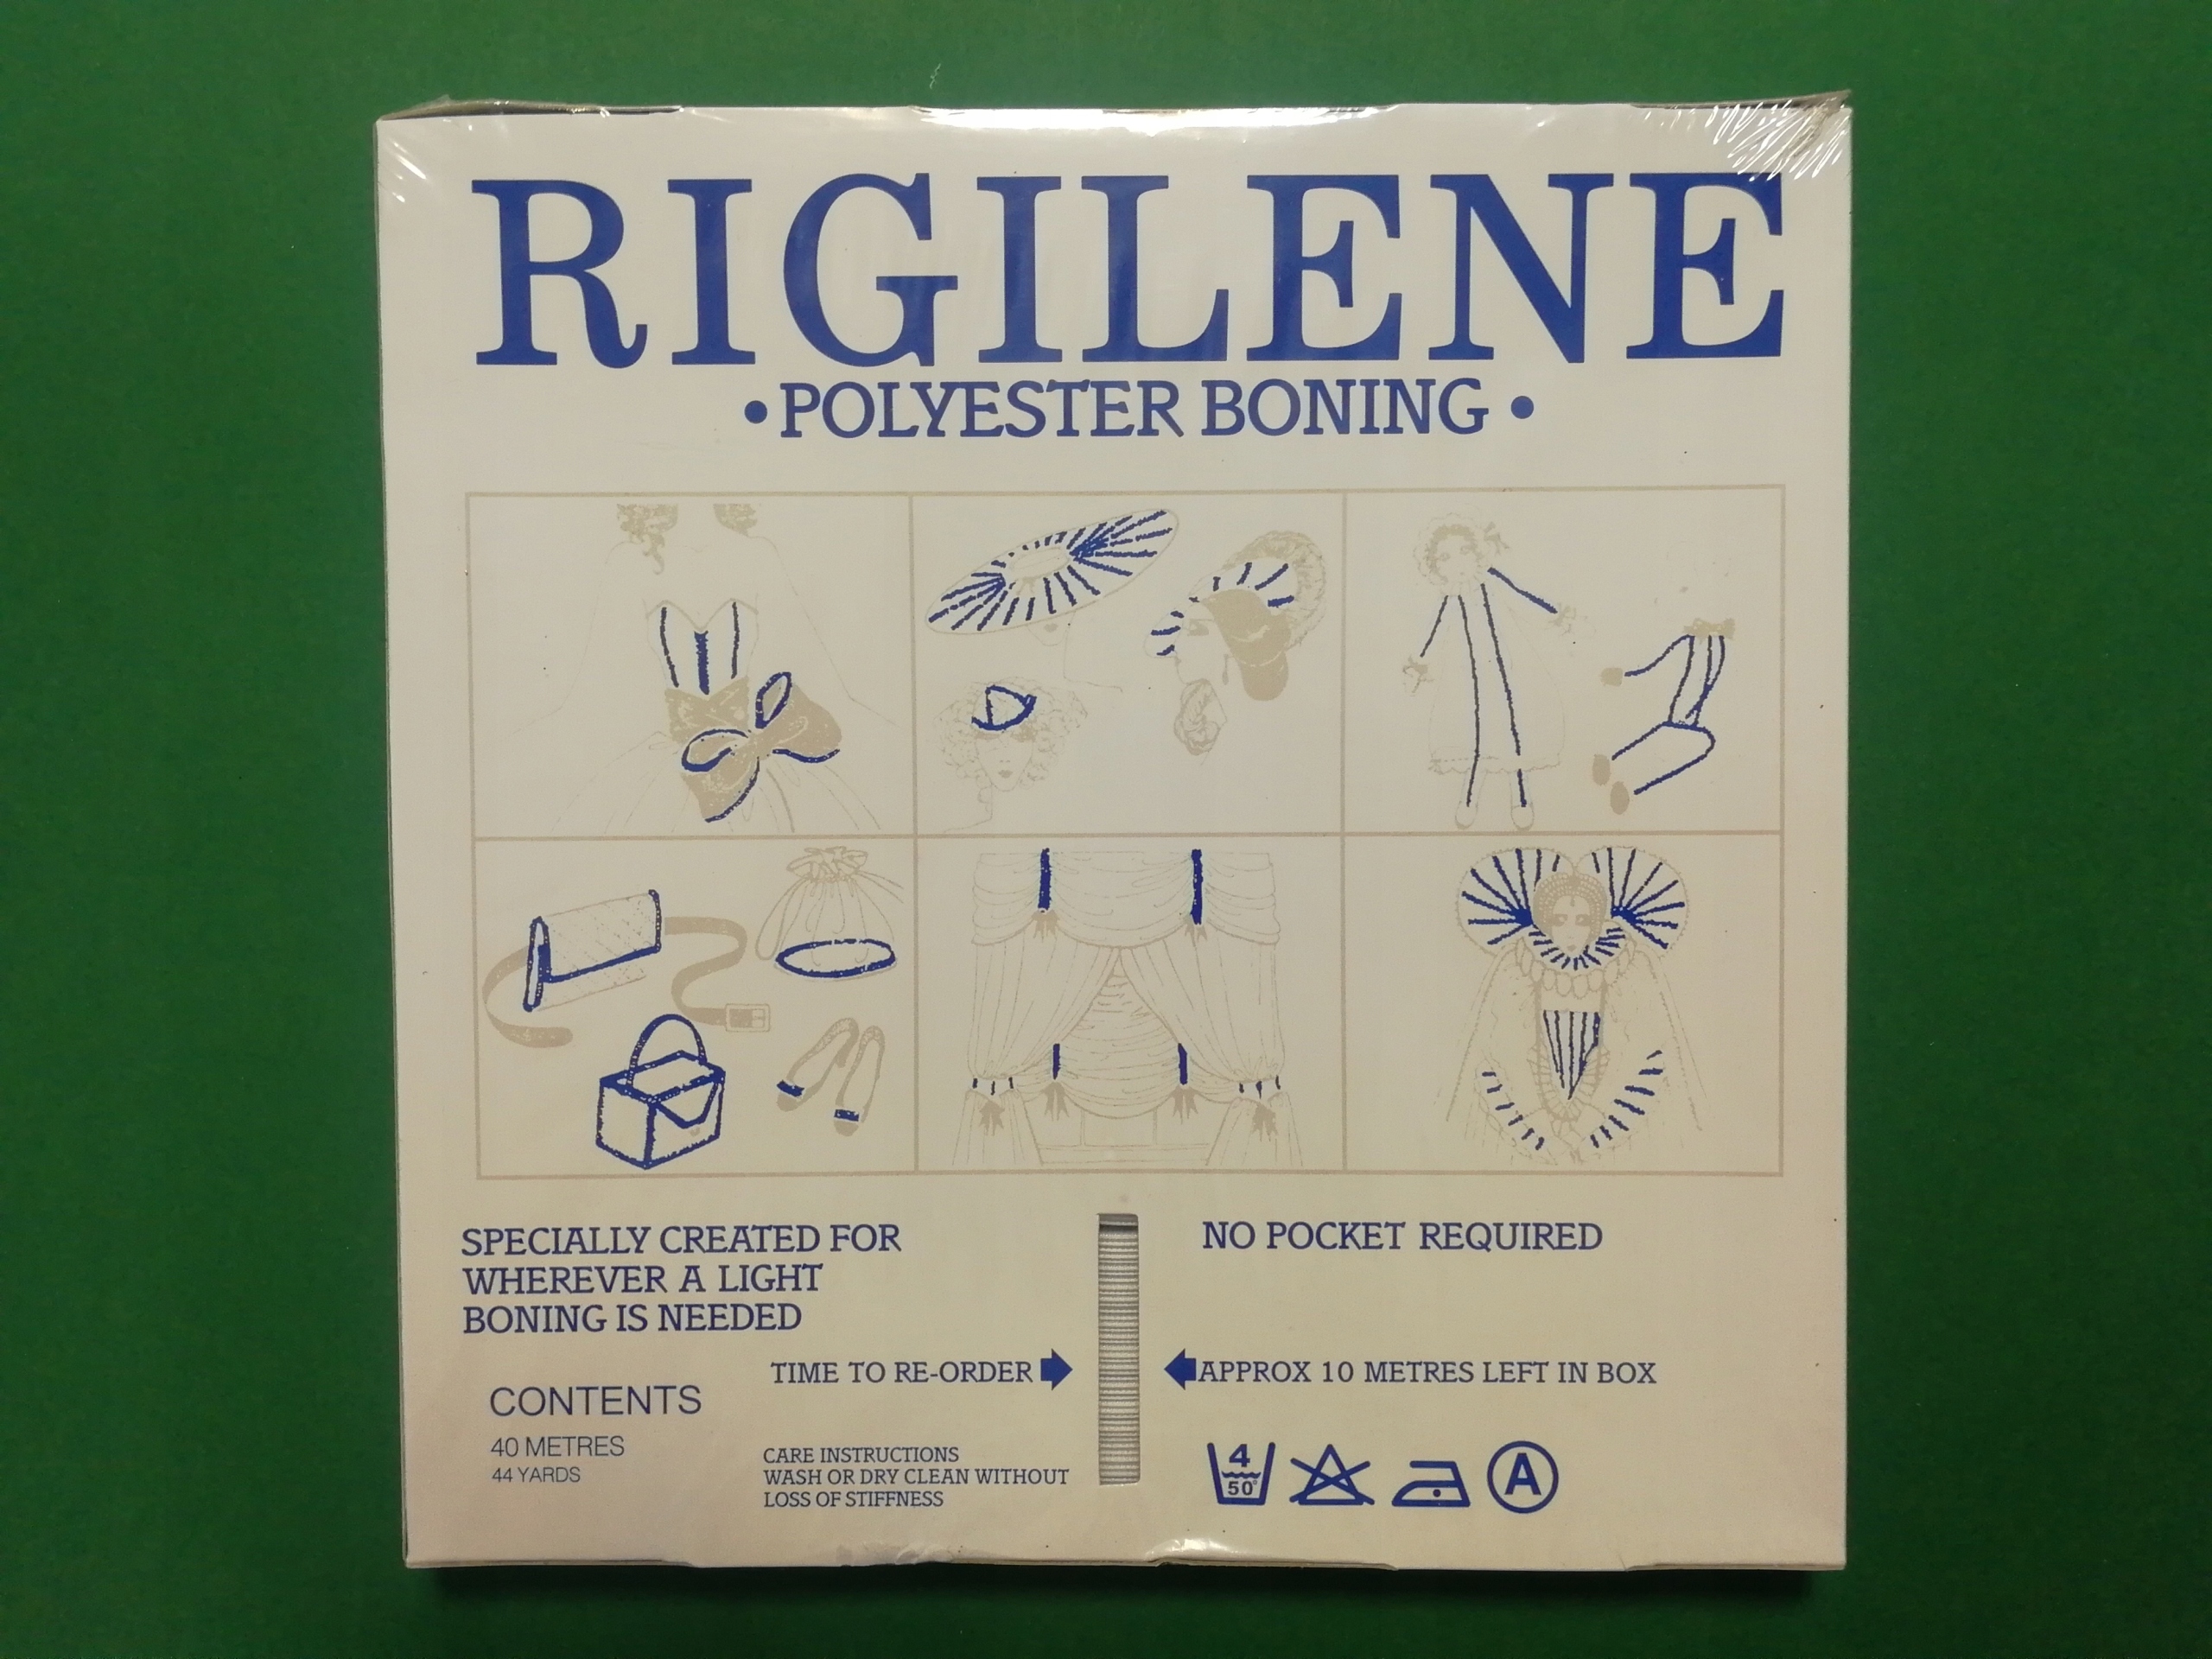 RIGILENE
•POLYESTER BONING•
SPECIALLY CREATED FOR
WHEREVER A LIGHT
BONING IS NEEDED
NO POCKET REQUIRED
TIME TO RE-ORDER
APPROX 10 METRES LEFT IN BOX
CONTENTS
40 METRES
44 YARDS
CARE INSTRUCTIONS
WASH OR DRY CLEAN WITHOUT
LOSS OF STIFFNESS
4
50°
A